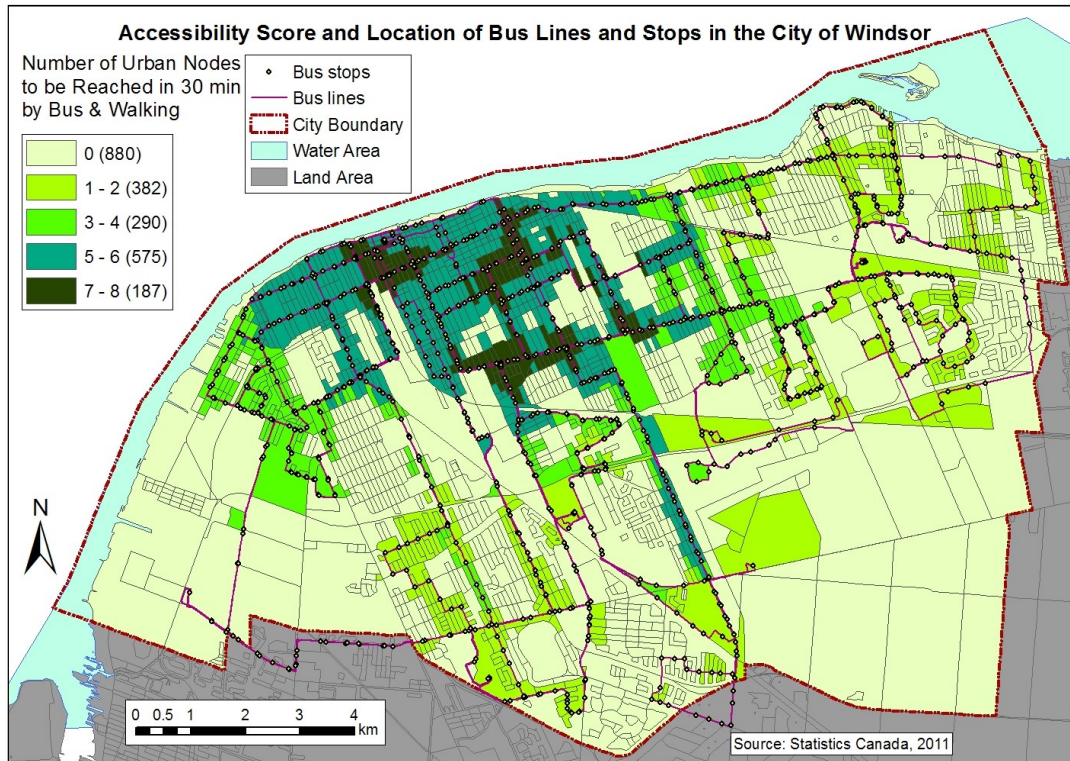 Accessibility Score and Location of Bus Lines and Stops in the City of Windsor
Number of Urban Nodes
to be Reached in 30 min
by Bus & Walking
0 (880)
1 - 2 (382)
3 - 4 (290)
5 - 6 (575)
7 - 8 (187)
Bus stops
Bus lines
City Boundary
Water Area
Land Area
N
0 0.5 1 2 3 4
km
Source: Statistics Canada, 2011